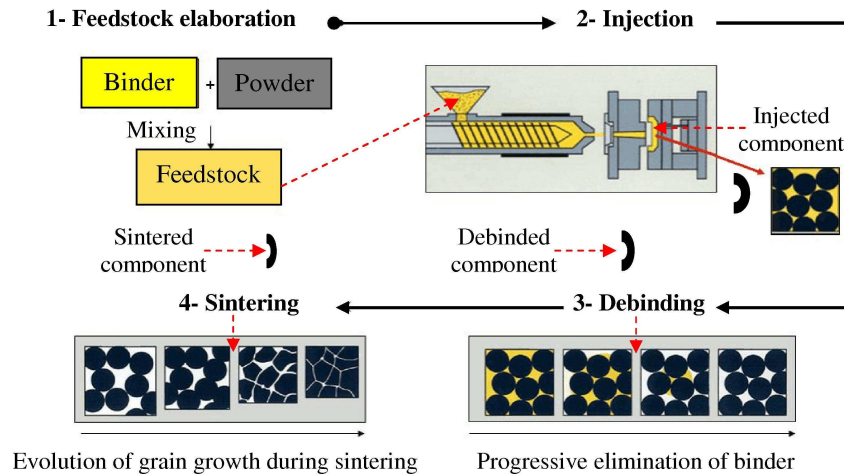 1- Feedstock elaboration
2- Injection
Binder
+
Powder
Mixing
Feedstock
Injected
component
Sintered
component
Debinded
component
4- Sintering
3- Debinding
Evolution of grain growth during sintering
Progressive elimination of binder